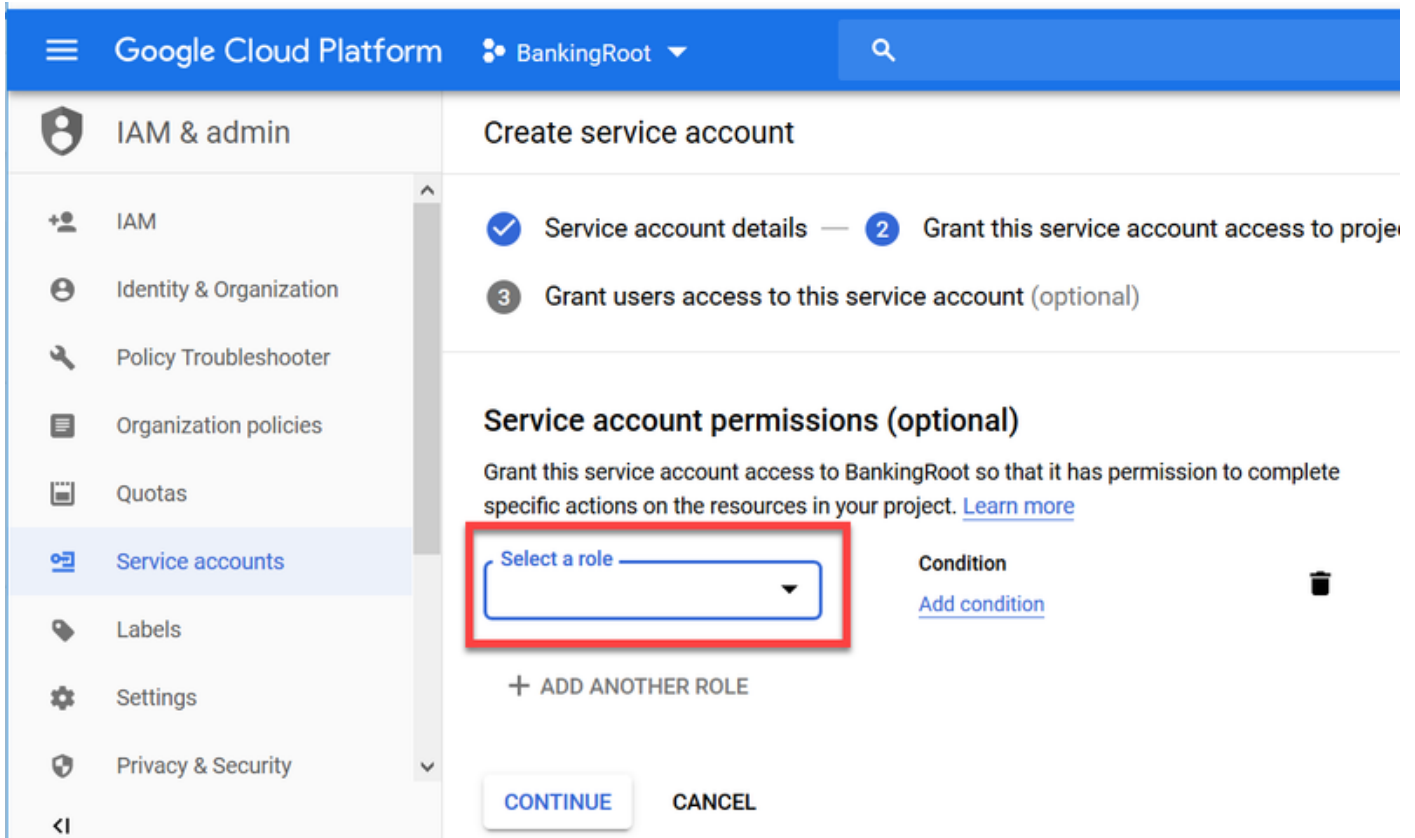 Google Cloud Platform
BankingRoot
IAM & admin
Create service account
IAM
Identity & Organization
Policy Troubleshooter
Organization policies
Quotas
Service accounts
Labels
Settings
Privacy & Security
Service account details
2 Grant this service account access to
3 Grant users access to this service account (optional)
Service account permissions (optional)
Grant this service account access to BankingRoot so that it has permission to complete
specific actions on the resources in your project. Learn more
Select a role
Condition
Add condition
ADD ANOTHER ROLE
CONTINUE
CANCEL